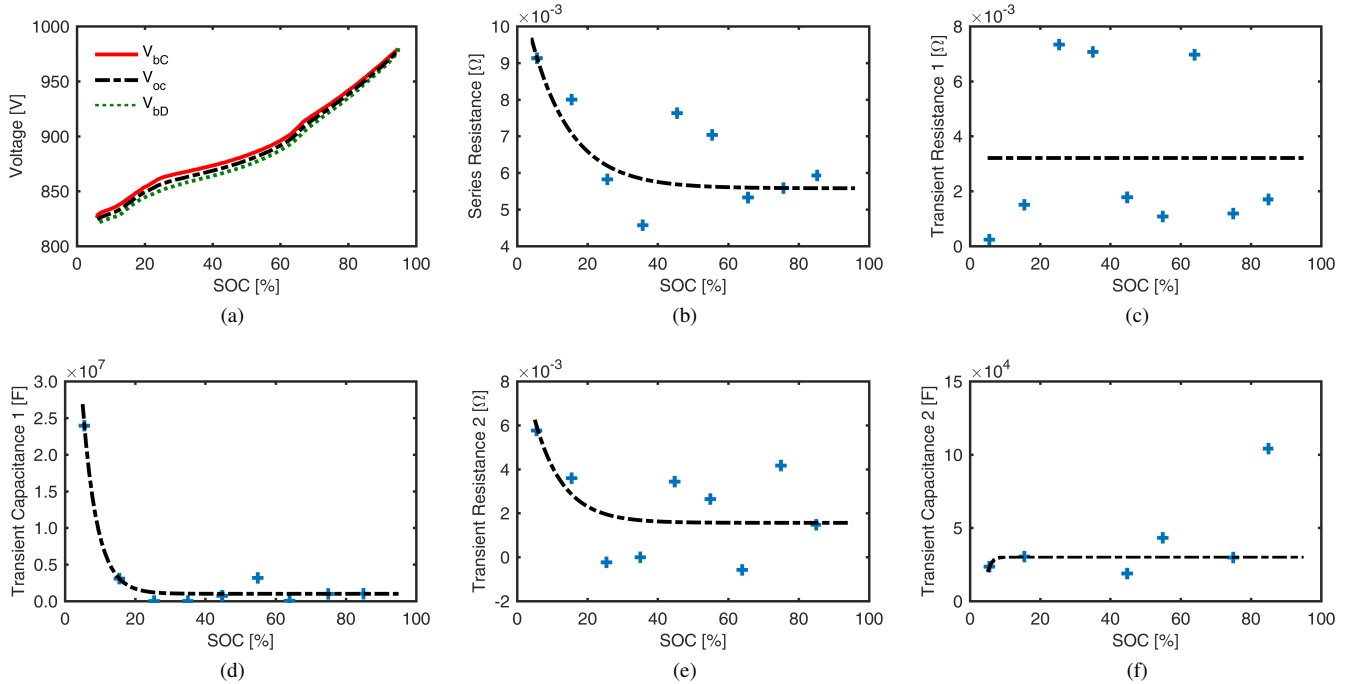 1000
950
900
850
800
Voltage [V]
V_bC
V_oc
V_bD
0 20 40 60 80 100
SOC [%]
(a)
×10^-3
10
9
8
7
6
5
4
Series Resistance [Ω]
0 20 40 60 80 100
SOC [%]
(b)
×10^-3
8
6
4
2
0
Transient Resistance 1 [Ω]
0 20 40 60 80 100
SOC [%]
(c)
×10^7
3.0
2.5
2.0
1.5
1.0
0.5
0.0
Transient Capacitance 1 [F]
0 20 40 60 80 100
SOC [%]
(d)
×10^-3
8
6
4
2
0
-2
Transient Resistance 2 [Ω]
0 20 40 60 80 100
SOC [%]
(e)
×10^4
15
10
5
0
Transient Capacitance 2 [F]
0 20 40 60 80 100
SOC [%]
(f)